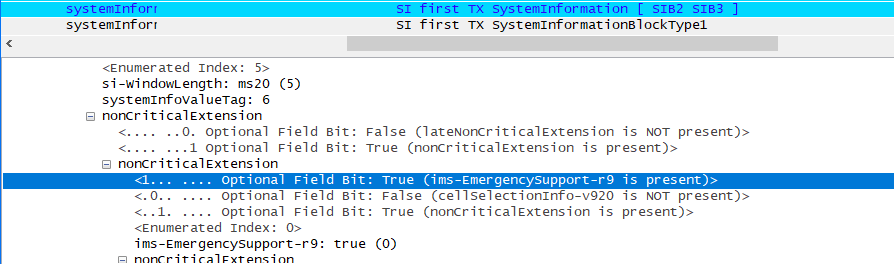 systemInforr SI first TX SystemInformation [ SIB2 SIB3 ]
systemInforr SI first TX SystemInformationBlockType1
<Enumerated Index: 5>
si-WindowLength: ms20 (5)
systemInfoValueTag: 6
nonCriticalExtension
<.... ..0. Optional Field Bit: False (lateNonCriticalExtension is NOT present)>
<.... ...1 Optional Field Bit: True (nonCriticalExtension is present)>
nonCriticalExtension
<1... .... Optional Field Bit: True (ims-EmergencySupport-r9 is present)>
<.0.. .... Optional Field Bit: False (cellSelectionInfo-v920 is NOT present)>
<..1. .... Optional Field Bit: True (nonCriticalExtension is present)>
<Enumerated Index: 0>
ims-EmergencySupport-r9: true (0)
nonCriticalExtension